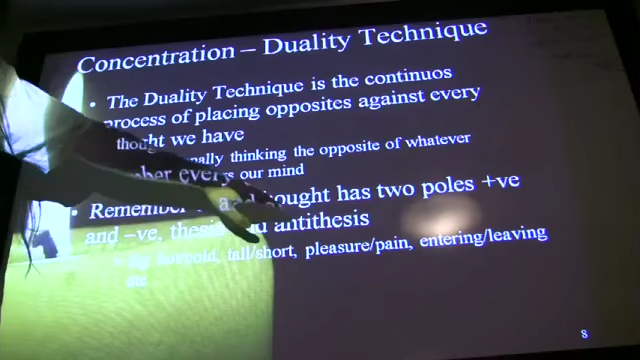 Concentration – Duality Technique
• The Duality Technique is the continuos
process of placing opposites against every
thought we have
thinking the opposite of whatever
our mind
Remember thought has two poles +ve
and –ve, antithesis
tall/short, pleasure/pain, entering/leaving
etc
8